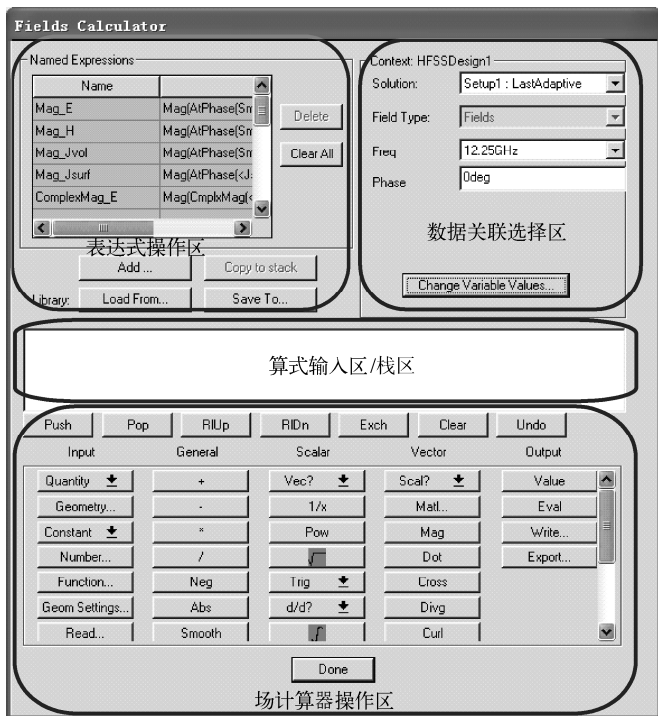 Fields Calculator
Named Expressions
Name
Mag_E Mag(AtPhase(Sm
Mag_H Mag(AtPhase(Sm
Mag_Jvol Mag(AtPhase(Sm
Mag_Jsurf Mag(AtPhase(<J
ComplexMag_E Mag(CmplxMag(<
Delete
Clear All
表达式操作区
Add ... Copy to stack
Library: Load From... Save To...
Context: HFSSDesign1
Solution: Setup1 : LastAdaptive
Field Type: Fields
Freq 12.25GHz
Phase 0deg
数据关联选择区
Change Variable Values...
算式输入区/栈区
Push Pop RlUp RlDn Exch Clear Undo
Input General Scalar Vector Output
Quantity + Vec? Scal? Value
Geometry... - 1/x Matl... Eval
Constant * Pow Mag Write...
Number... / √ Dot Export...
Function... Neg Trig Cross
Geom Settings... Abs d/d? Divg
Read... Smooth ∫ Curl
Done
场计算器操作区